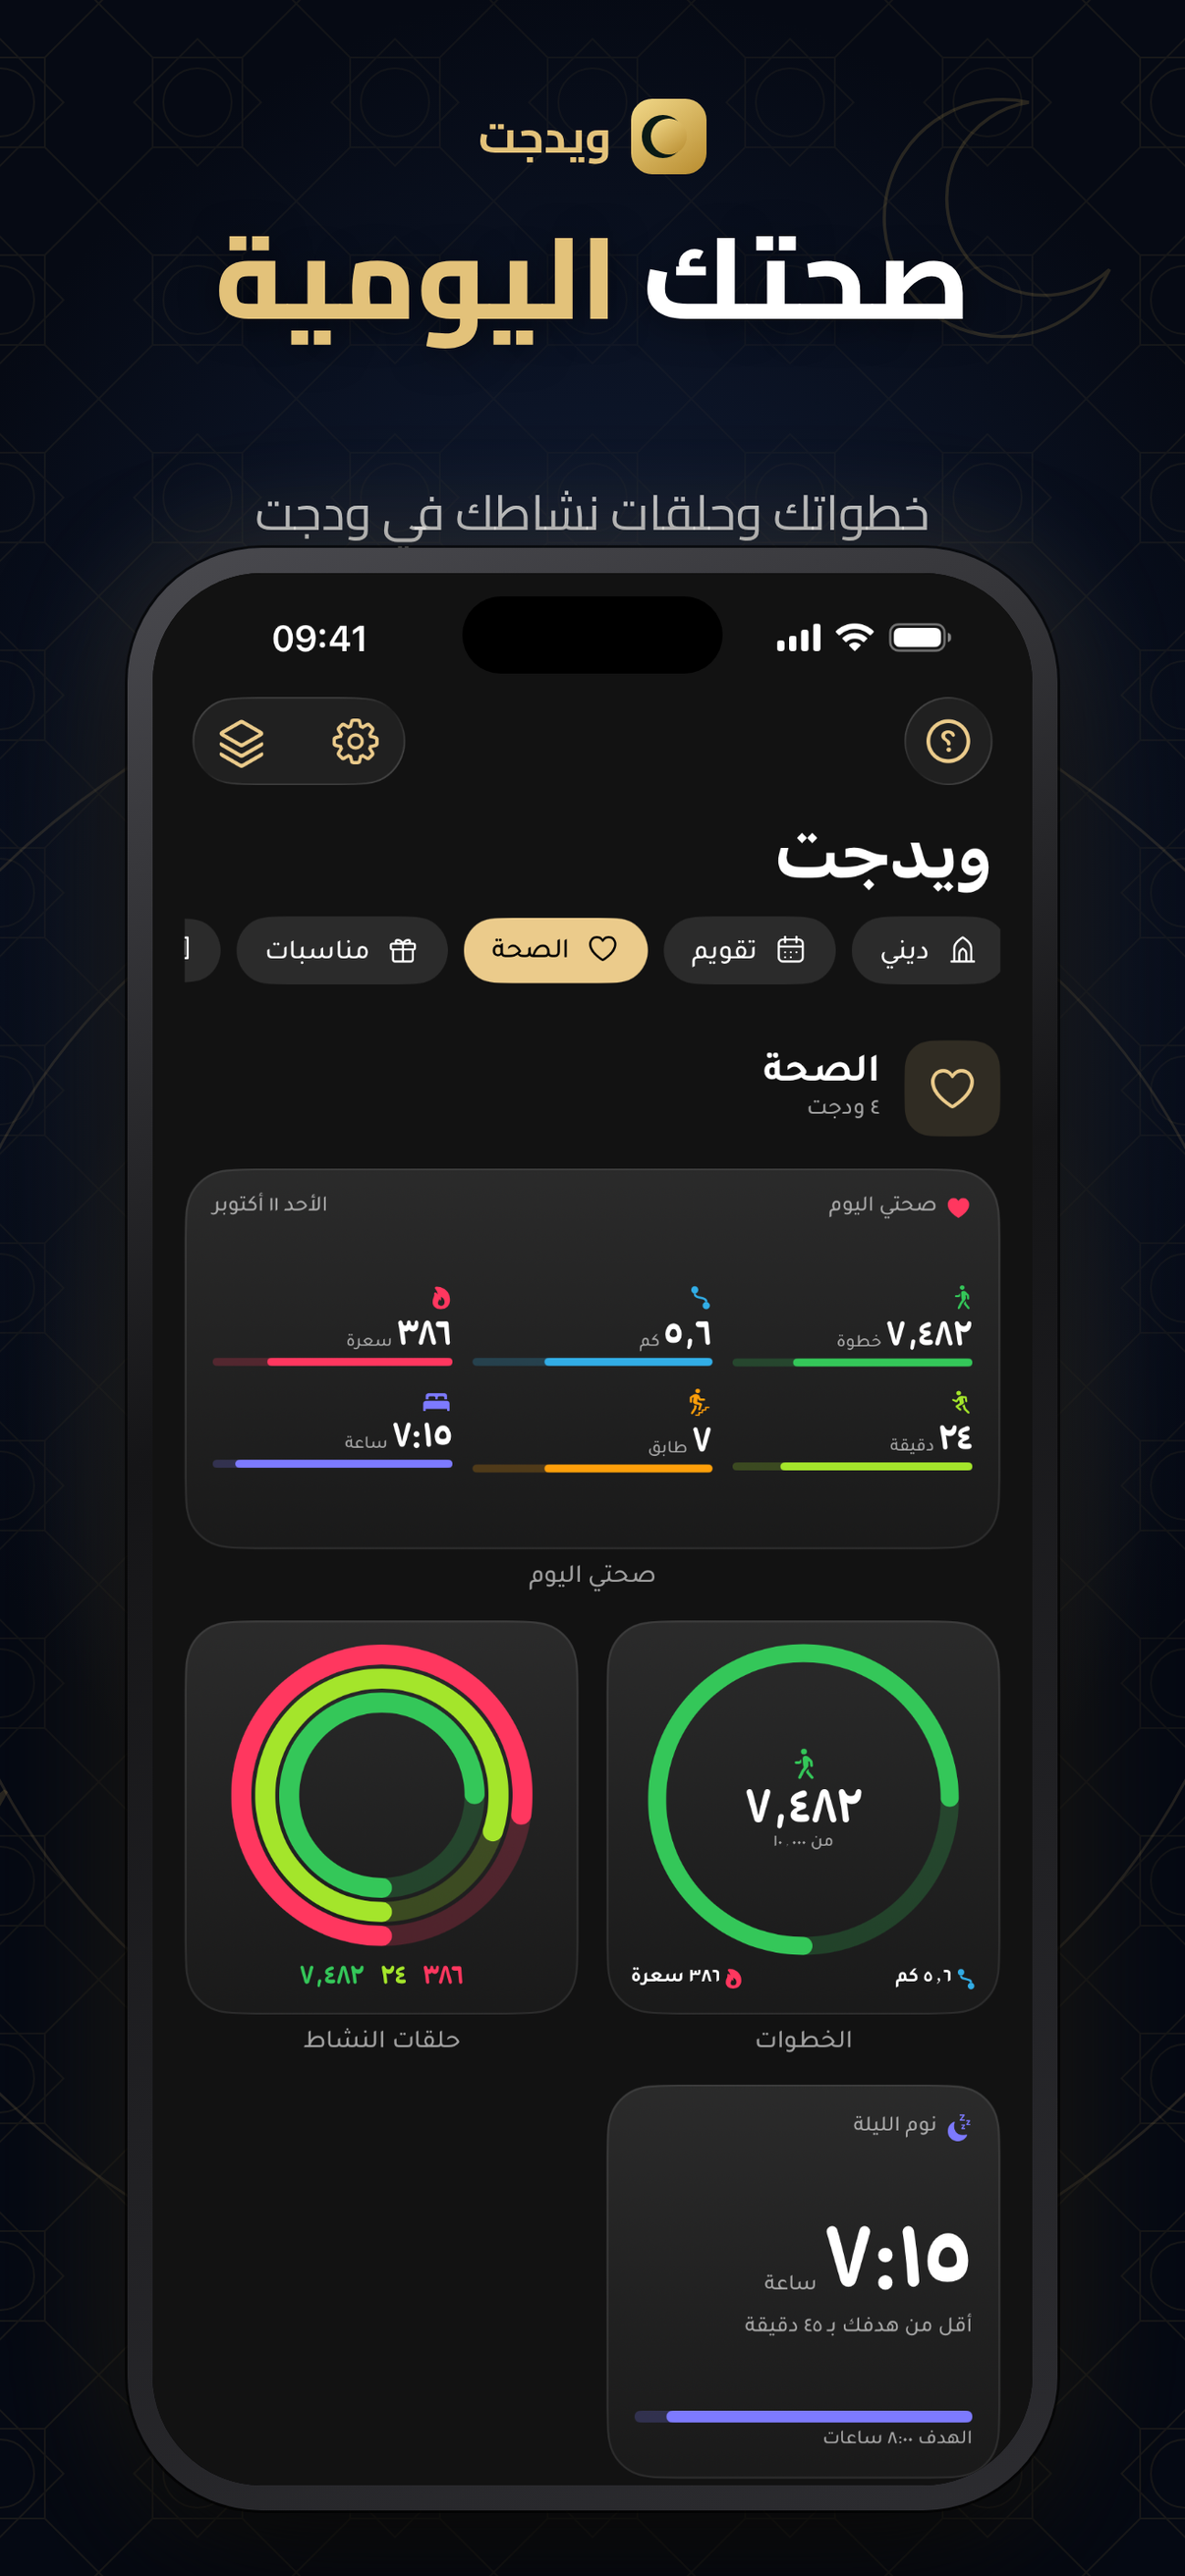 ويدجت
صحتك اليومية
خطواتك وحلقات نشاطك في ودجت
09:41
ويدجت
ديني
تقويم
الصحة
مناسبات
الصحة
٤ ودجت
صحتي اليوم
الأحد ١١ أكتوبر
٧,٤٨٢ خطوة
٥,٦ كم
٣٨٦ سعرة
٢٤ دقيقة
٧ طابق
٧:١٥ ساعة
صحتي اليوم
٧,٤٨٢
من ١٠٬٠٠٠
٥,٦ كم
٣٨٦ سعرة
الخطوات
٣٨٦ ٢٤ ٧,٤٨٢
حلقات النشاط
نوم الليلة
٧:١٥ ساعة
أقل من هدفك بـ ٤٥ دقيقة
الهدف ٨:٠٠ ساعات